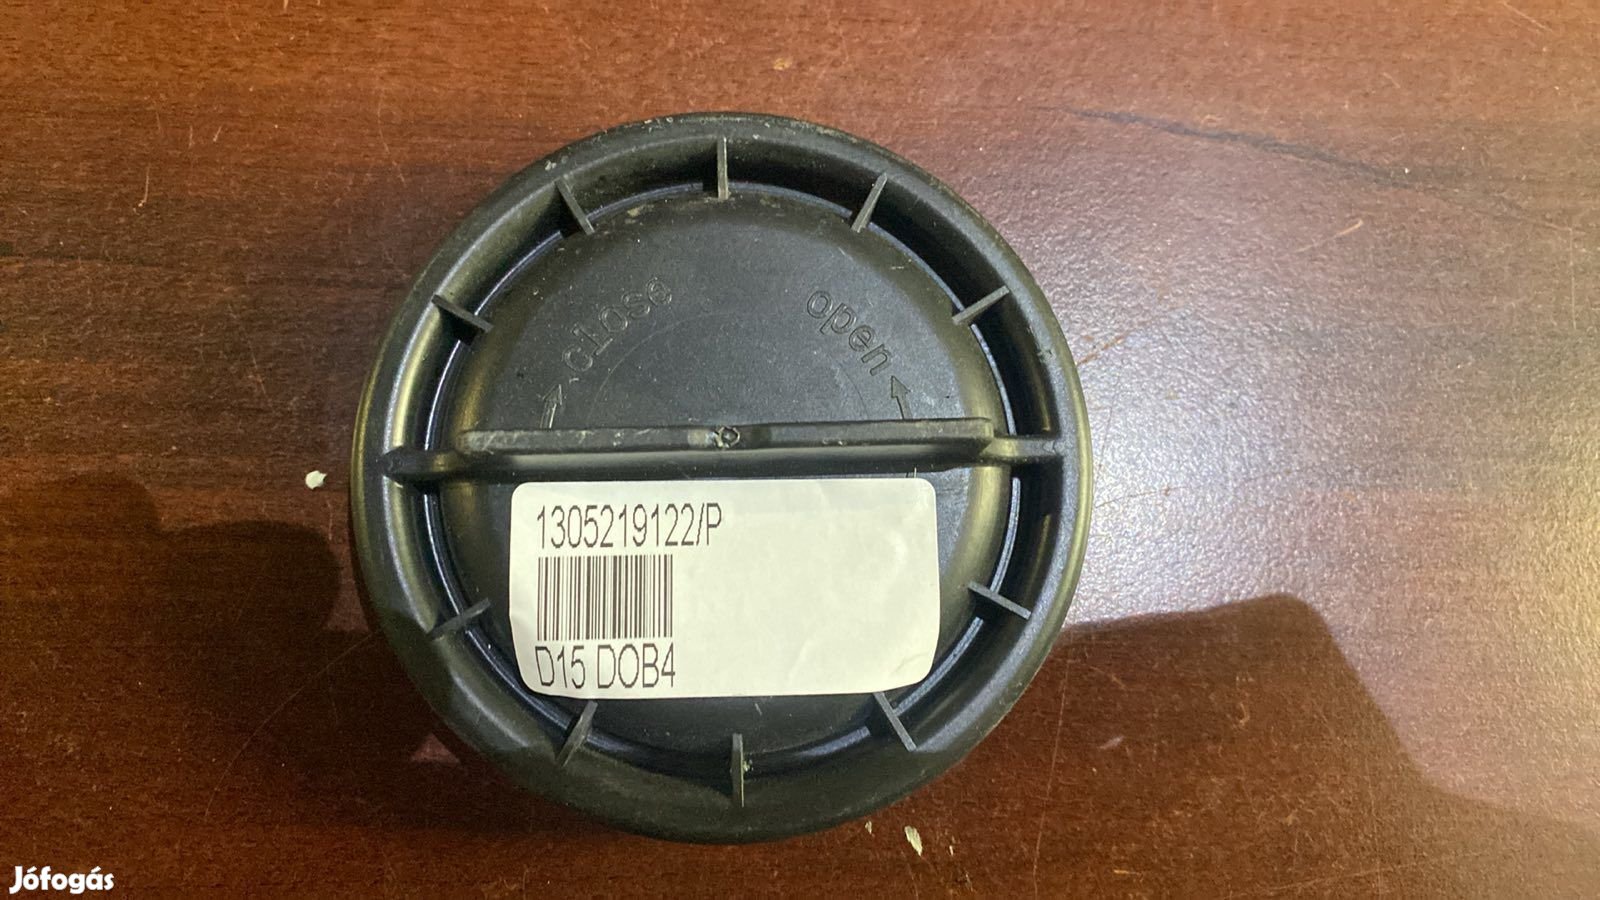 close
open
1305219122/P
D15 DOB4
Jófogás